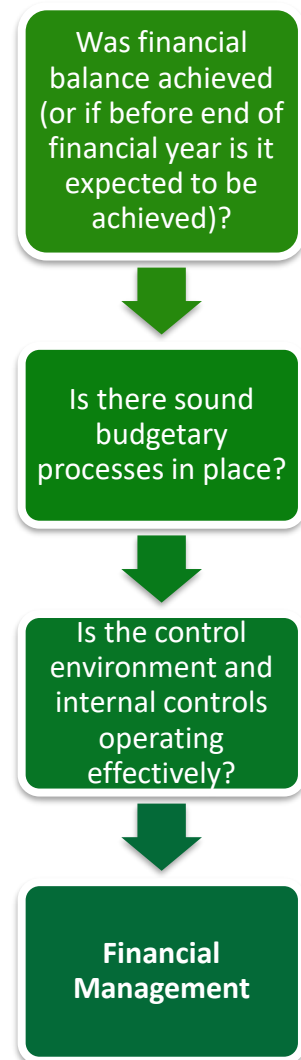 Was financial
balance achieved
(or if before end of
financial year is it
expected to be
achieved)?
Is there sound
budgetary
processes in place?
Is the control
environment and
internal controls
operating
effectively?
Financial
Management